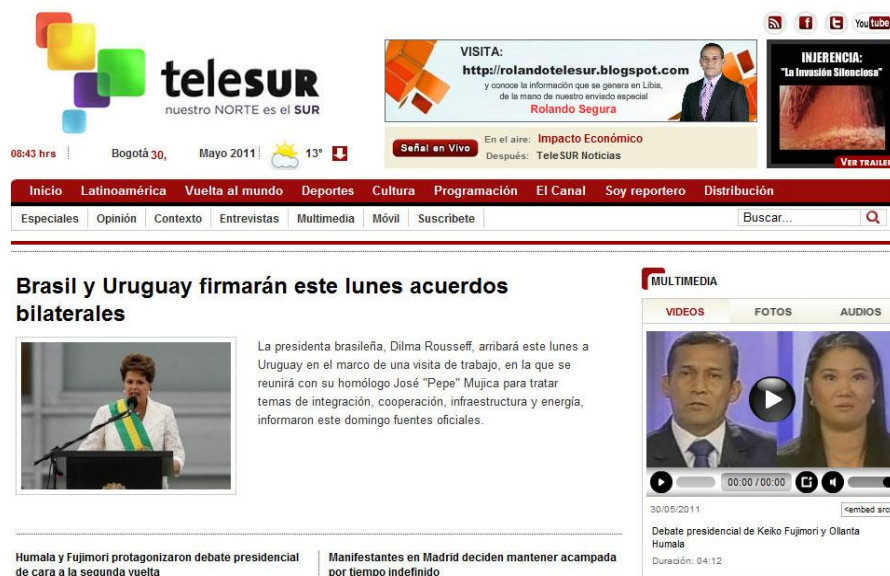 telesUR
nuestro NORTE es el SUR
VISITA:
http://rolandotelesur.blogspot.com
y conoce la información que se genera en Libia,
de la mano de nuestro enviado especial
Rolando Segura
You Tube
INJERENCIA:
"La Invasión Silenciosa"
VER TRAILER
08:43 hrs
Bogotá 30,
Mayo 2011
13°
Señal en Vivo
En el aire: Impacto Económico
Después: TeleSUR Noticias
Inicio Latinoamérica Vuelta al mundo Deportes Cultura Programación El Canal Soy reportero Distribución
Especiales Opinión Contexto Entrevistas Multimedia Móvil Suscribete
Buscar...
Brasil y Uruguay firmarán este lunes acuerdos
bilaterales
La presidenta brasileña, Dilma Rousseff, arribará este lunes a
Uruguay en el marco de una visita de trabajo, en la que se
reunirá con su homólogo José "Pepe" Mujica para tratar
temas de integración, cooperación, infraestructura y energía,
informaron este domingo fuentes oficiales.
MULTIMEDIA
VIDEOS FOTOS AUDIOS
00:00 / 00:00
30/05/2011
<embed src
Debate presidencial de Keiko Fujimori y Ollanta
Humala
Duración: 04:12
Humala y Fujimori protagonizaron debate presidencial
de cara a la segunda vuelta
Manifestantes en Madrid deciden mantener acampada
por tiempo indefinido